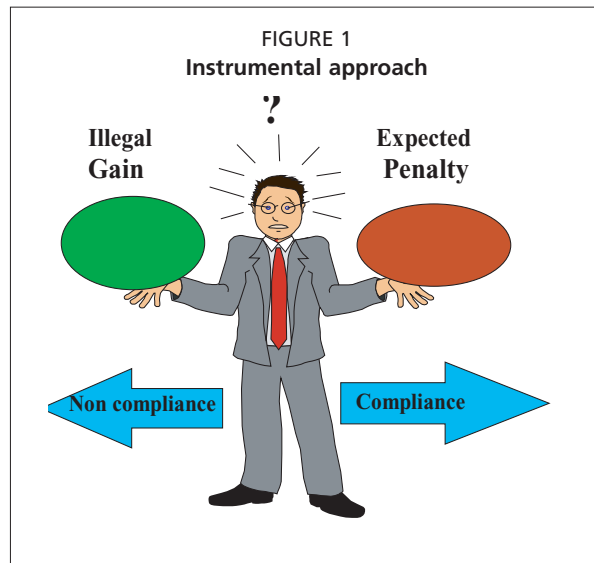 FIGURE 1
Instrumental approach
?
Illegal
Gain
Expected
Penalty
Non compliance
Compliance